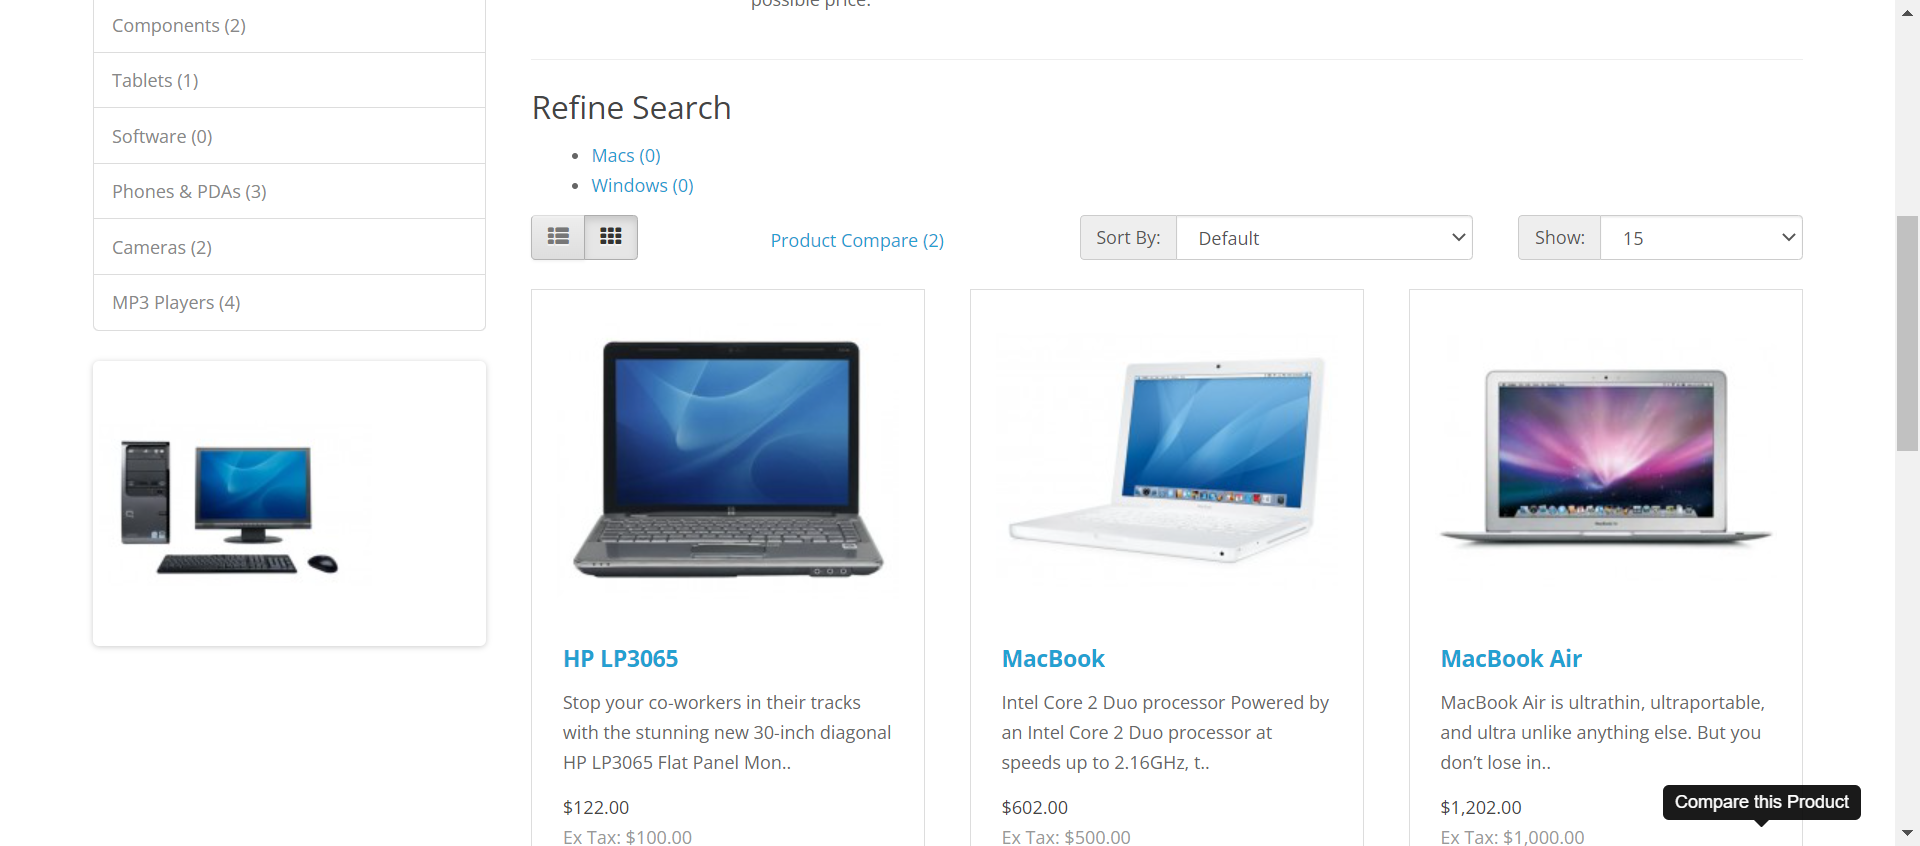 possible price.
Components (2)
Tablets (1)
Software (0)
Phones & PDAs (3)
Cameras (2)
MP3 Players (4)
Refine Search
Macs (0)
Windows (0)
Product Compare (2)
Sort By: Default
Show: 15
HP LP3065
Stop your co-workers in their tracks
with the stunning new 30-inch diagonal
HP LP3065 Flat Panel Mon..
$122.00
Ex Tax: $100.00
MacBook
Intel Core 2 Duo processor Powered by
an Intel Core 2 Duo processor at
speeds up to 2.16GHz, t..
$602.00
Ex Tax: $500.00
MacBook Air
MacBook Air is ultrathin, ultraportable,
and ultra unlike anything else. But you
don’t lose in..
$1,202.00
Ex Tax: $1,000.00
Compare this Product